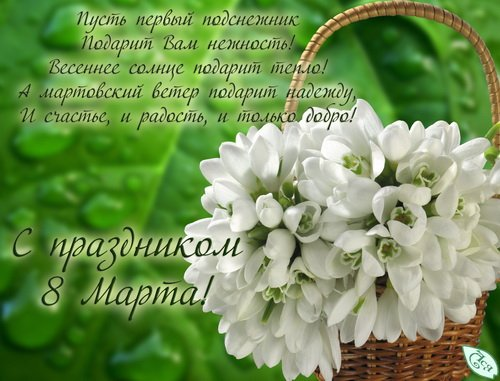 Пусть первый подснежник
Подарит Вам нежность!
Весеннее солнце подарит тепло!
А мартовский ветер подарит надежду,
И счастье, и радость, и только добро!
С праздником
8 Марта!
Ася